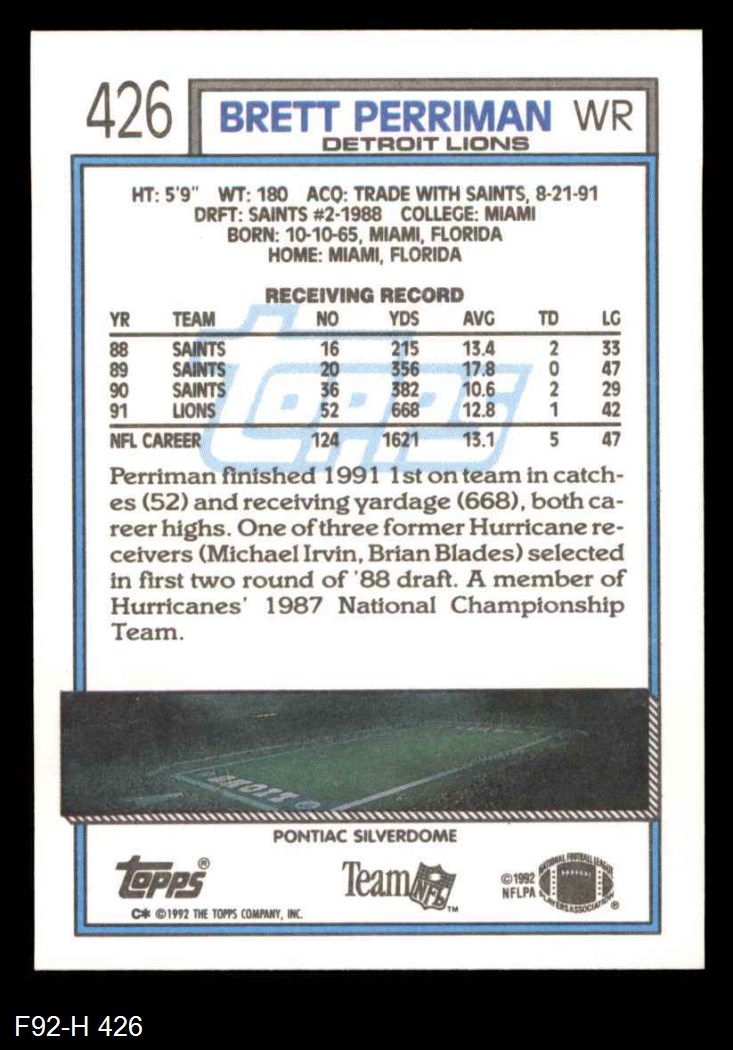 426
BRETT PERRIMAN WR
DETROIT LIONS
HT: 5'9" WT: 180 ACQ: TRADE WITH SAINTS, 8-21-91
DRFT: SAINTS #2-1988 COLLEGE: MIAMI
BORN: 10-10-65, MIAMI, FLORIDA
HOME: MIAMI, FLORIDA
RECEIVING RECORD
YR TEAM NO YDS AVG TD LG
88 SAINTS 16 215 13.4 2 33
89 SAINTS 20 356 17.8 0 47
90 SAINTS 36 382 10.6 2 29
91 LIONS 52 668 12.8 1 42
NFL CAREER 124 1621 13.1 5 47
topps
Perriman finished 1991 1st on team in catch-
es (52) and receiving yardage (668), both ca-
reer highs. One of three former Hurricane re-
ceivers (Michael Irvin, Brian Blades) selected
in first two round of '88 draft. A member of
Hurricanes' 1987 National Championship
Team.
PONTIAC SILVERDOME
topps®
Team NFL™
©1992
NFLPA
NATIONAL FOOTBALL LEAGUE
PLAYERS ASSOCIATION ®
C* ©1992 THE TOPPS COMPANY, INC.
F92-H 426